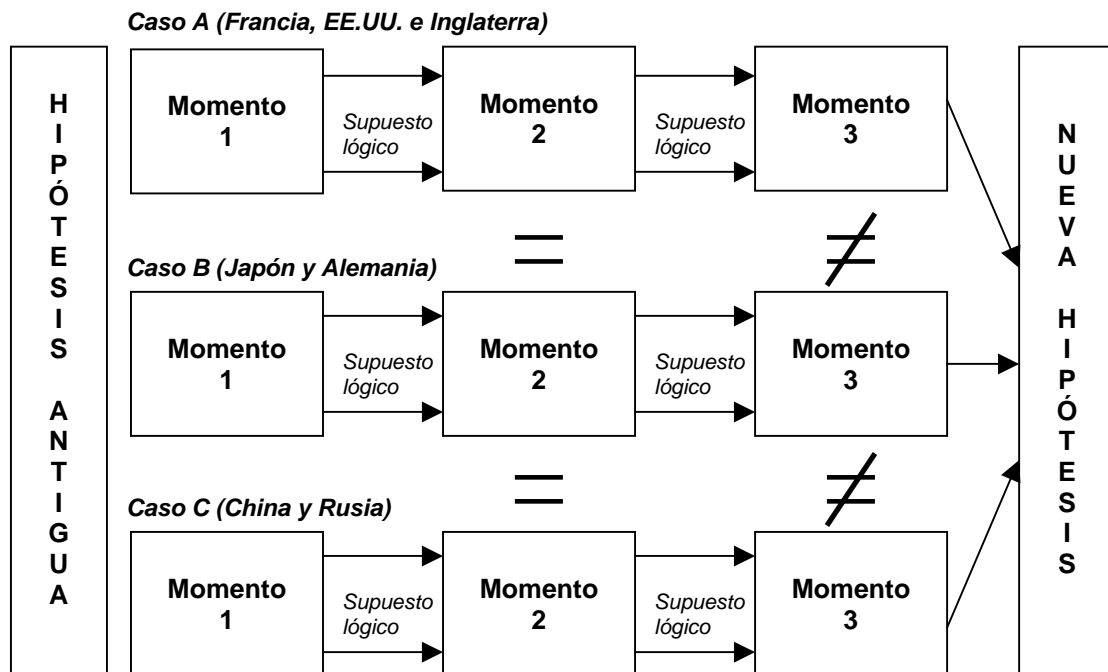 Caso A (Francia, EE.UU. e Inglaterra)
H
I
P
Ó
T
E
S
I
S
A
N
T
I
G
U
A
Momento
1
Supuesto
lógico
Momento
2
Supuesto
lógico
Momento
3
=
≠
Caso B (Japón y Alemania)
Momento
1
Supuesto
lógico
Momento
2
Supuesto
lógico
Momento
3
=
≠
Caso C (China y Rusia)
Momento
1
Supuesto
lógico
Momento
2
Supuesto
lógico
Momento
3
N
U
E
V
A
H
I
P
Ó
T
E
S
I
S